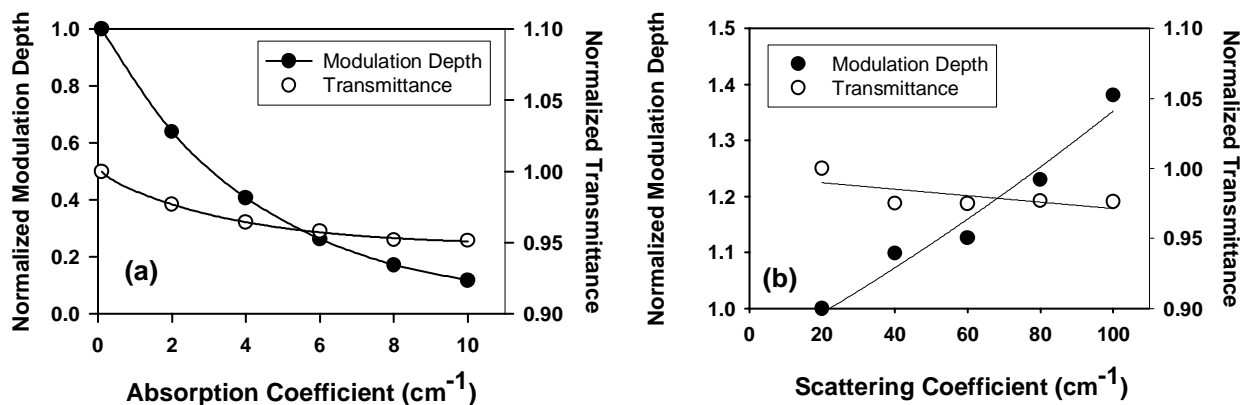 Normalized Modulation Depth
1.0
0.8
0.6
0.4
0.2
0.0
Modulation Depth
Transmittance
(a)
1.10
1.05
1.00
0.95
0.90
Normalized Transmittance
0 2 4 6 8 10
Absorption Coefficient (cm⁻¹)
Normalized Modulation Depth
1.5
1.4
1.3
1.2
1.1
1.0
Modulation Depth
Transmittance
(b)
1.10
1.05
1.00
0.95
0.90
Normalized Transmittance
20 40 60 80 100
Scattering Coefficient (cm⁻¹)